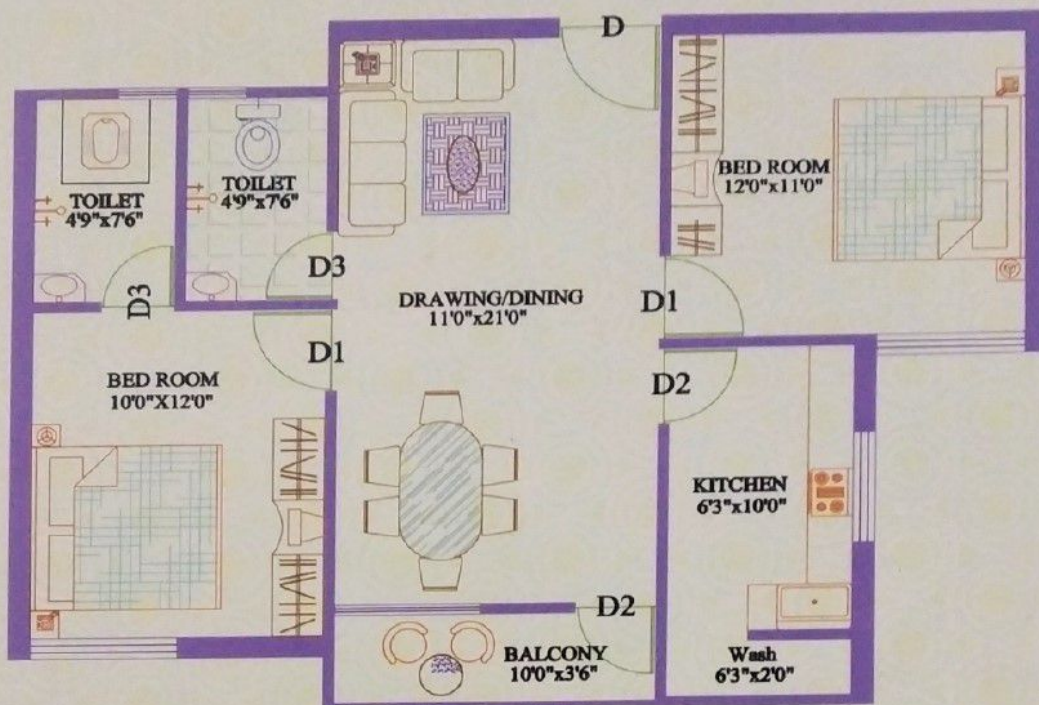 D
BED ROOM
12'0"x11'0"
TOILET
4'9"x7'6"
TOILET
4'9"x7'6"
D3
D3
DRAWING/DINING
11'0"x21'0"
D1
D1
D2
BED ROOM
10'0"X12'0"
KITCHEN
6'3"x10'0"
D2
BALCONY
10'0"x3'6"
Wash
6'3"x2'0"